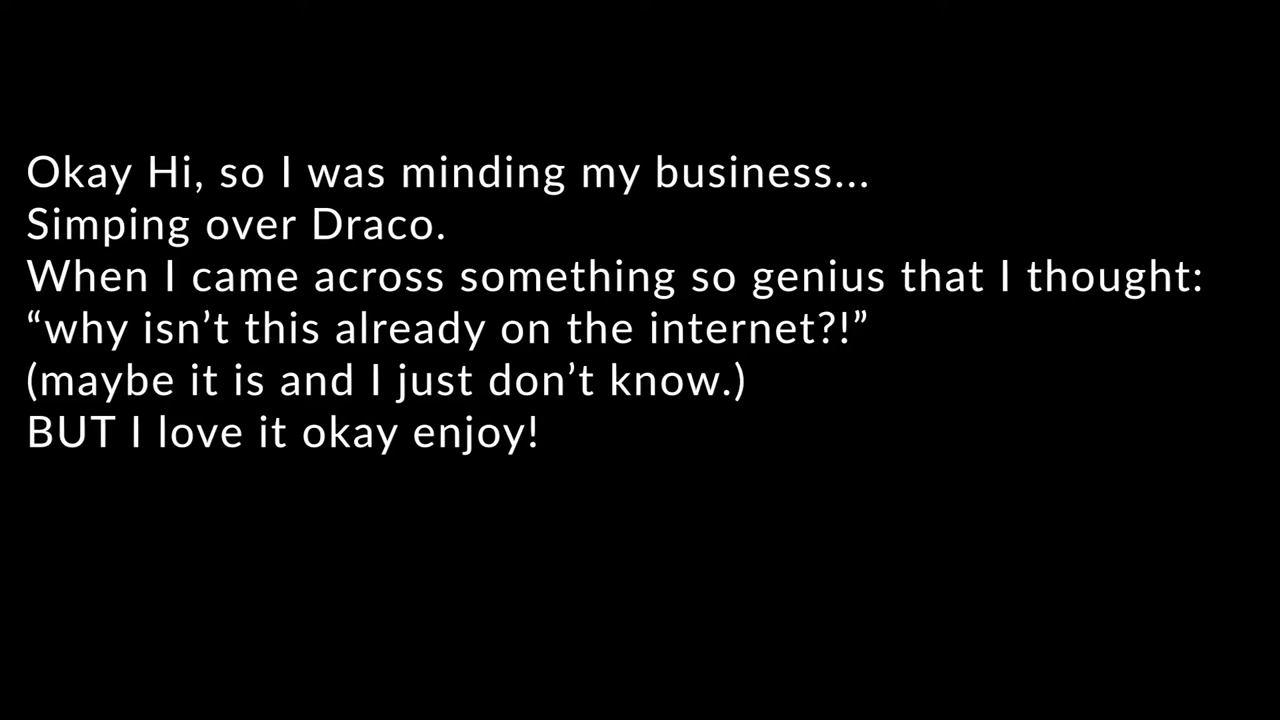 Okay Hi, so I was minding my business...
Simping over Draco.
When I came across something so genius that I thought:
“why isn’t this already on the internet?!”
(maybe it is and I just don’t know.)
BUT I love it okay enjoy!